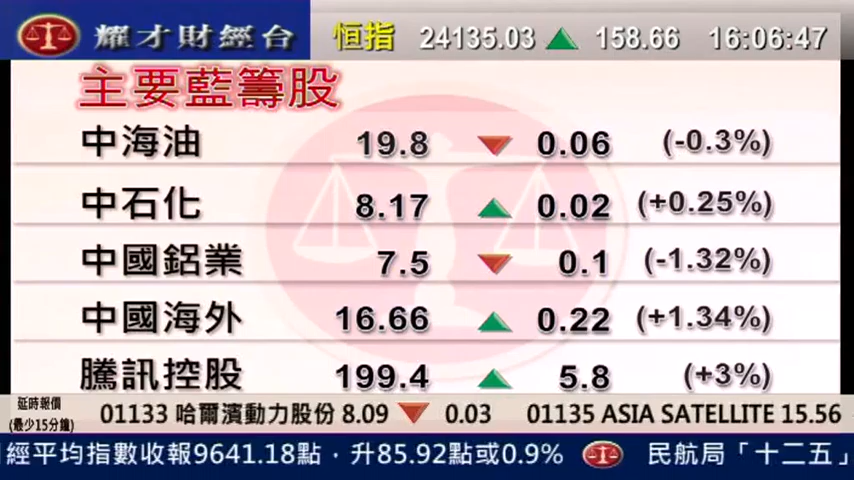 耀才財經台 恒指 24135.03 ▲ 158.66 16:06:47
主要藍籌股
中海油 19.8 ▼ 0.06 (-0.3%)
中石化 8.17 ▲ 0.02 (+0.25%)
中國鋁業 7.5 ▼ 0.1 (-1.32%)
中國海外 16.66 ▲ 0.22 (+1.34%)
騰訊控股 199.4 ▲ 5.8 (+3%)
延時報價
(最少15分鐘)
01133 哈爾濱動力股份 8.09 ▼ 0.03 01135 ASIA SATELLITE 15.56
經平均指數收報9641.18點，升85.92點或0.9% 民航局「十二五」